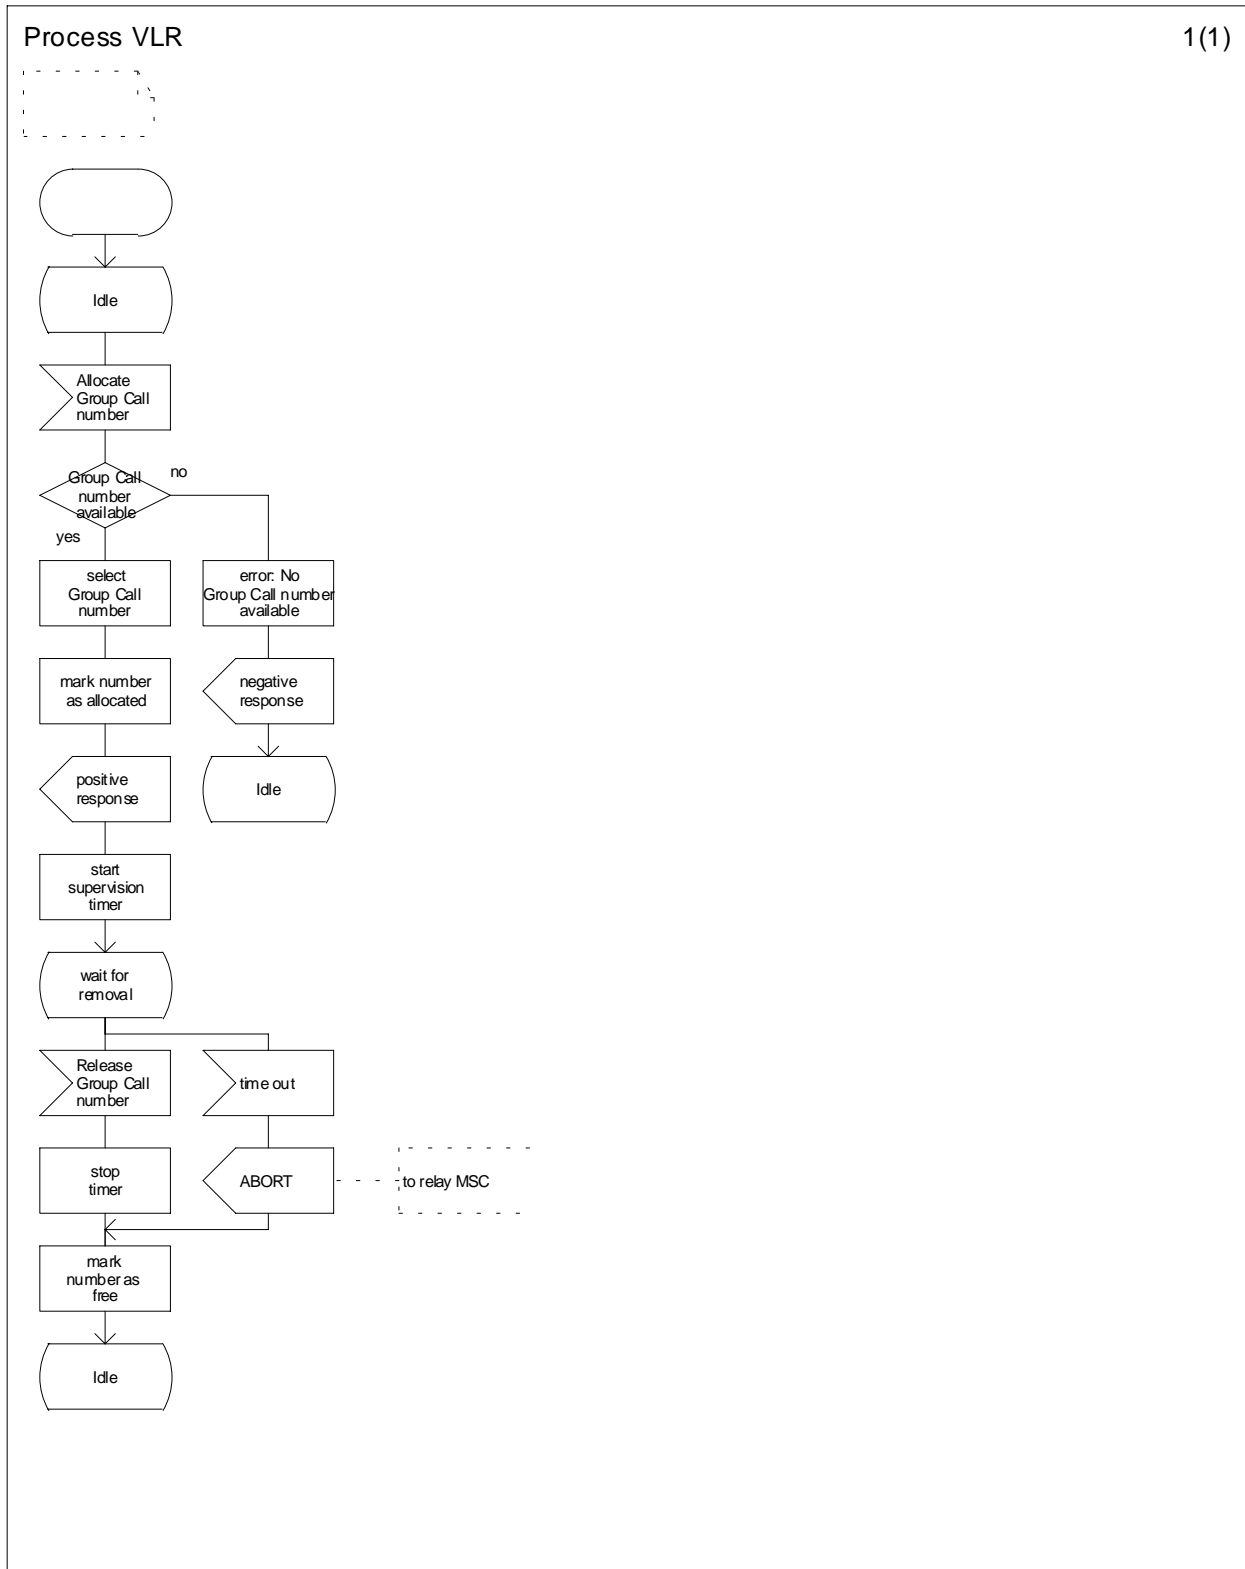 Process VLR
1(1)
Idle
Allocate
Group Call
number
Group Call
number
available
no
yes
select
Group Call
number
error: No
Group Call number
available
mark number
as allocated
negative
response
positive
response
Idle
start
supervision
timer
wait for
removal
Release
Group Call
number
time out
stop
timer
ABORT
to relay MSC
mark
number as
free
Idle